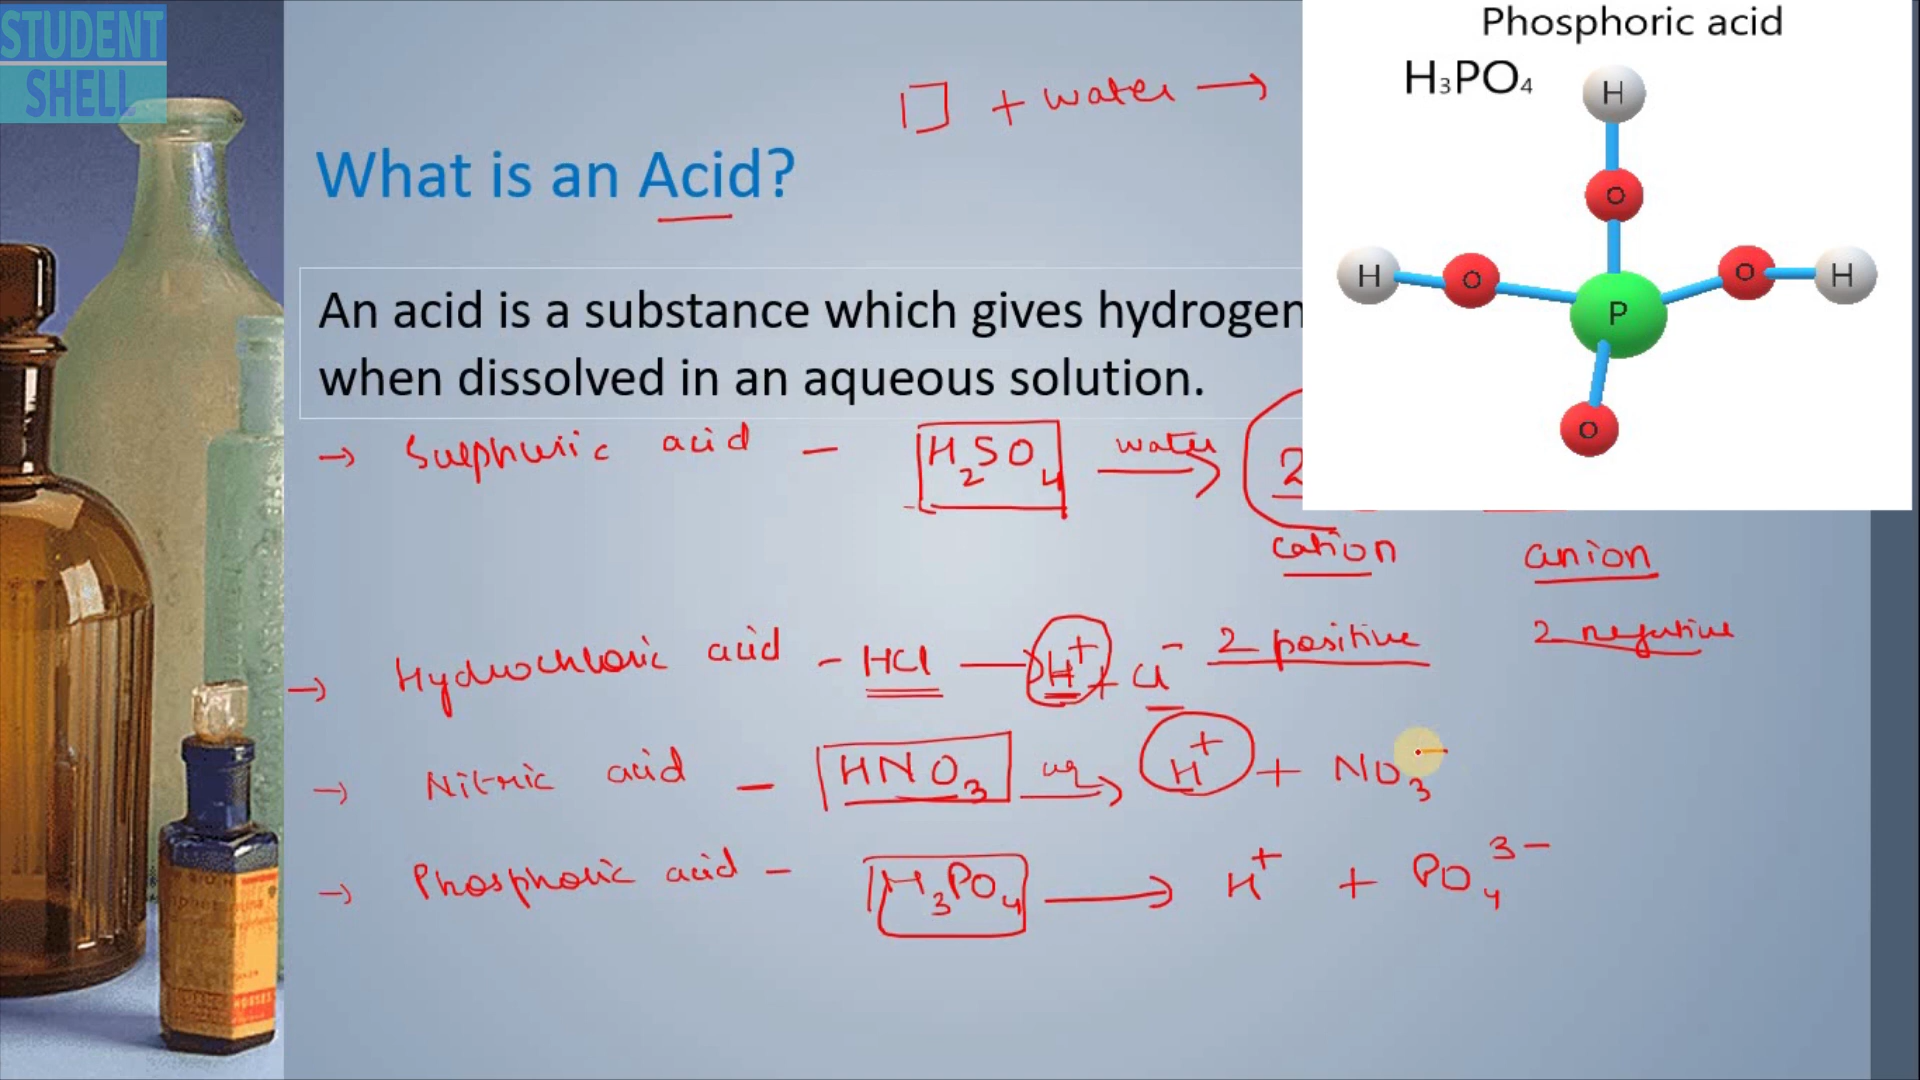 STUDENT
SHELL
Phosphoric acid
H₃PO₄
H
O
H O O H
P
O
□ + water →
What is an Acid?
An acid is a substance which gives hydrogen
when dissolved in an aqueous solution.
→ Sulphuric acid – H₂SO₄ water→ 2
cation anion
2 positive 2 negative
→ Hydrochloric acid – HCl → H⁺ + Cl⁻
→ Nitric acid – HNO₃ aq→ H⁺ + NO₃⁻
→ Phosphoric acid – H₃PO₄ → H⁺ + PO₄³⁻